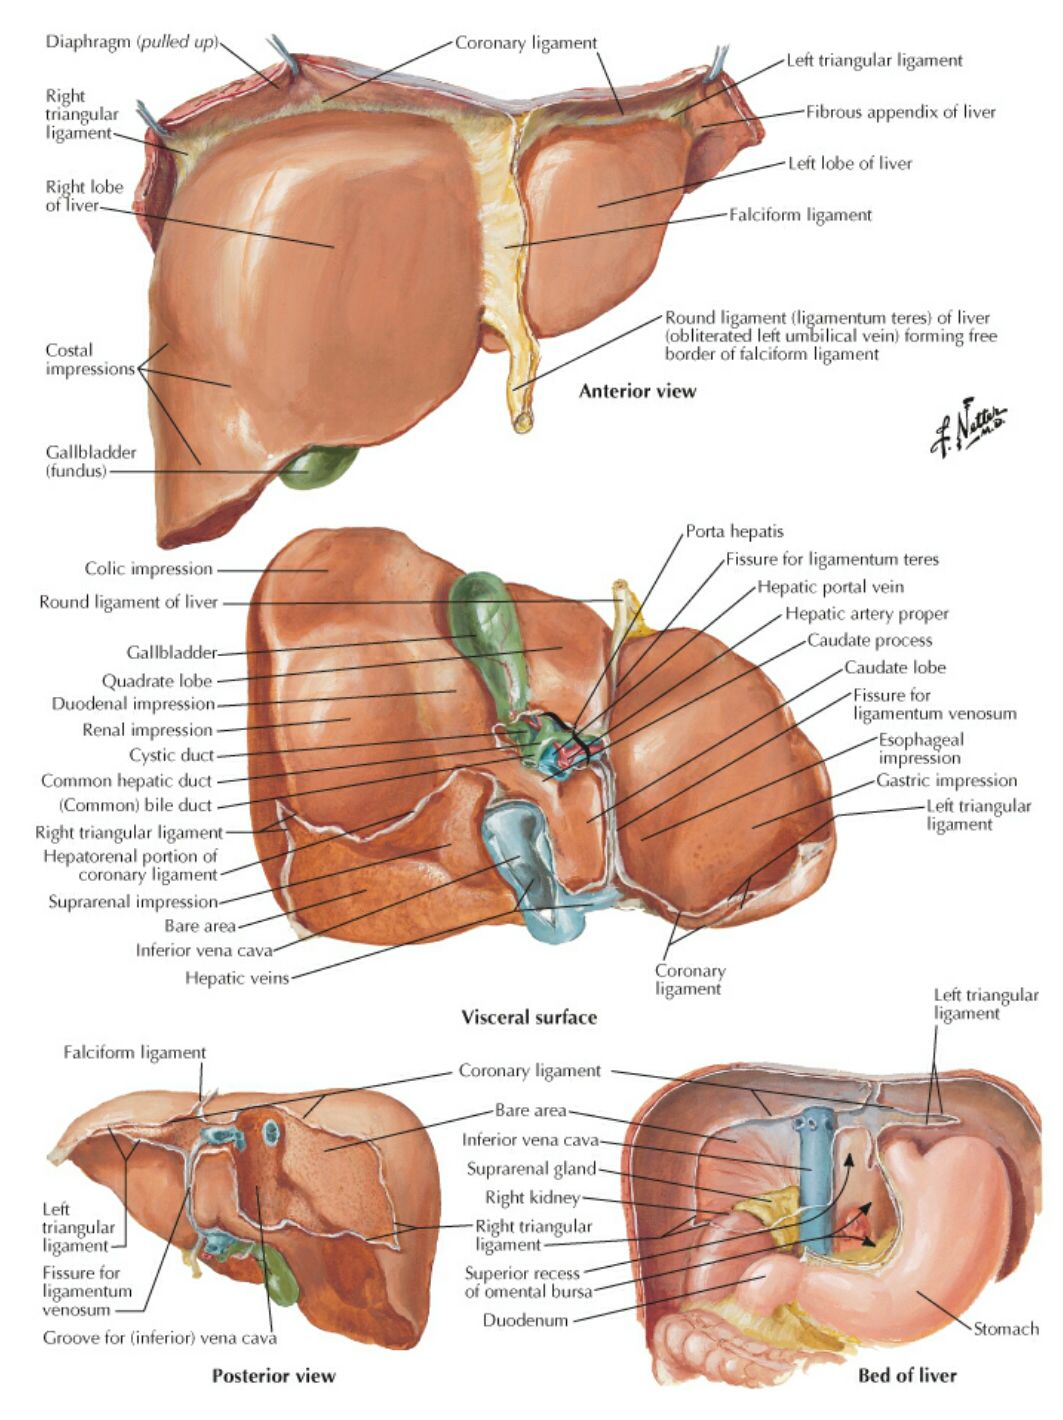 Diaphragm (pulled up)
Coronary ligament
Left triangular ligament
Right
triangular
ligament
Fibrous appendix of liver
Left lobe of liver
Right lobe
of liver
Falciform ligament
Round ligament (ligamentum teres) of liver
(obliterated left umbilical vein) forming free
border of falciform ligament
Costal
impressions
Anterior view
Gallbladder
(fundus)
F. Netter
M.D.
Porta hepatis
Fissure for ligamentum teres
Hepatic portal vein
Hepatic artery proper
Caudate process
Caudate lobe
Fissure for
ligamentum venosum
Esophageal
impression
Gastric impression
Left triangular
ligament
Colic impression
Round ligament of liver
Gallbladder
Quadrate lobe
Duodenal impression
Renal impression
Cystic duct
Common hepatic duct
(Common) bile duct
Right triangular ligament
Hepatorenal portion of
coronary ligament
Suprarenal impression
Bare area
Inferior vena cava
Hepatic veins
Coronary
ligament
Visceral surface
Left triangular
ligament
Falciform ligament
Coronary ligament
Bare area
Inferior vena cava
Suprarenal gland
Right kidney
Right triangular
ligament
Superior recess
of omental bursa
Duodenum
Left
triangular
ligament
Fissure for
ligamentum
venosum
Groove for (inferior) vena cava
Stomach
Posterior view
Bed of liver